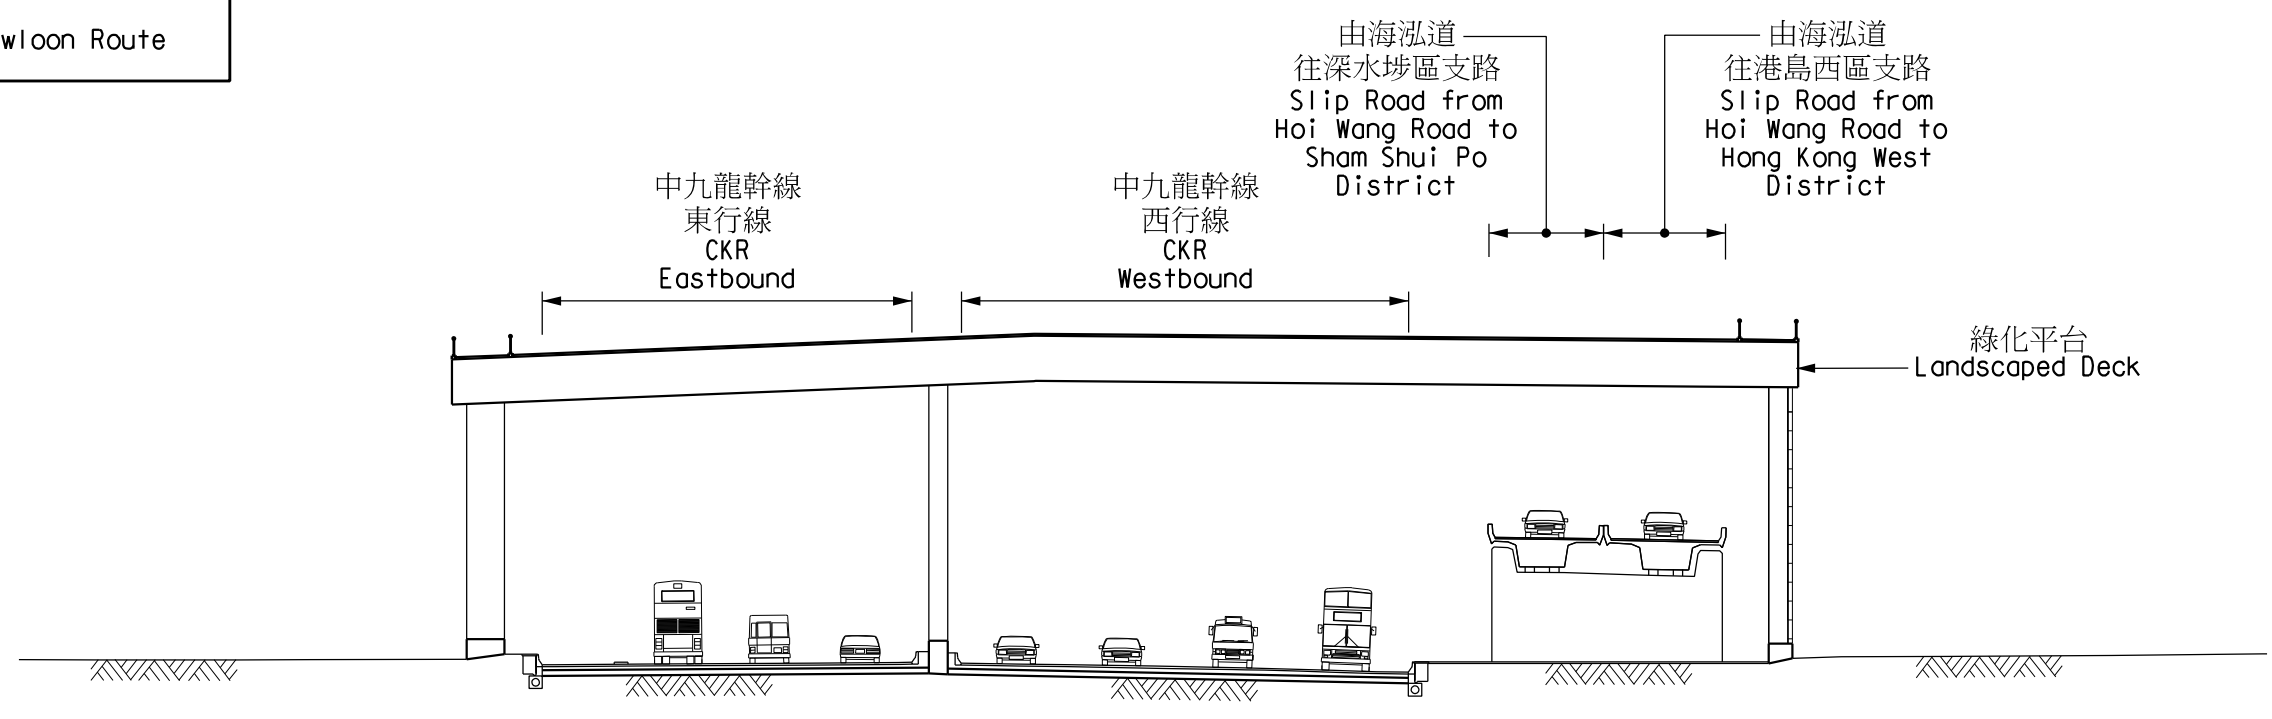 wloon Route
由海泓道
往深水埗區支路
Slip Road from
Hoi Wang Road to
Sham Shui Po
District
由海泓道
往港島西區支路
Slip Road from
Hoi Wang Road to
Hong Kong West
District
中九龍幹線
東行線
CKR
Eastbound
中九龍幹線
西行線
CKR
Westbound
綠化平台
Landscaped Deck